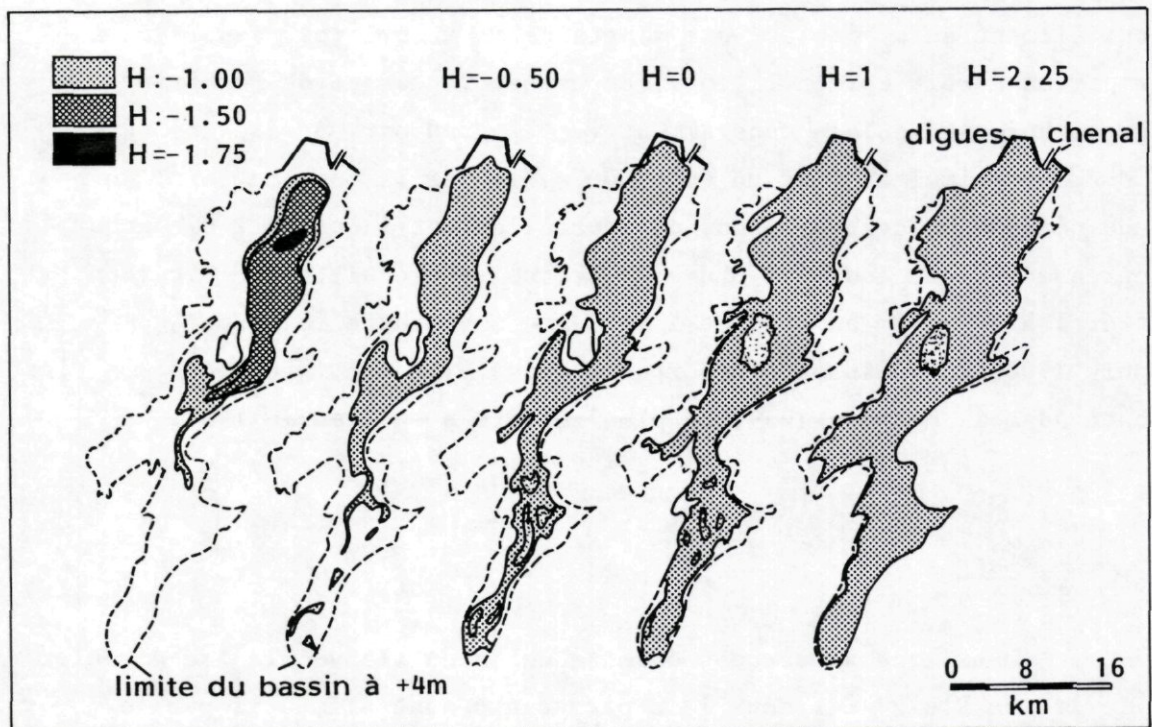 H:-1.00
H:-1.50
H=-1.75
H=-0.50
H=0
H=1
H=2.25
digues
chenal
limite du bassin à +4m
0 8 16
km